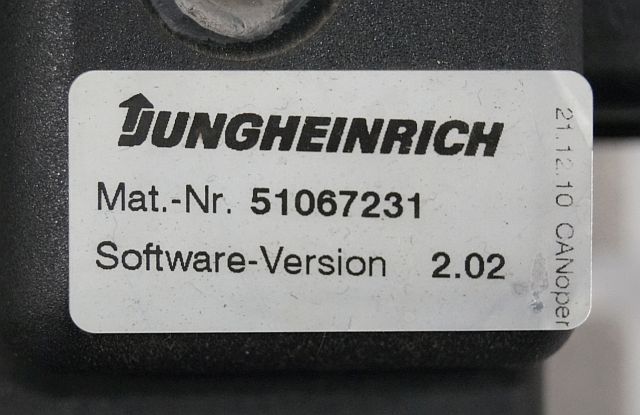 JUNGHEINRICH
Mat.-Nr. 51067231
Software-Version 2.02
21.12.10 CANoper